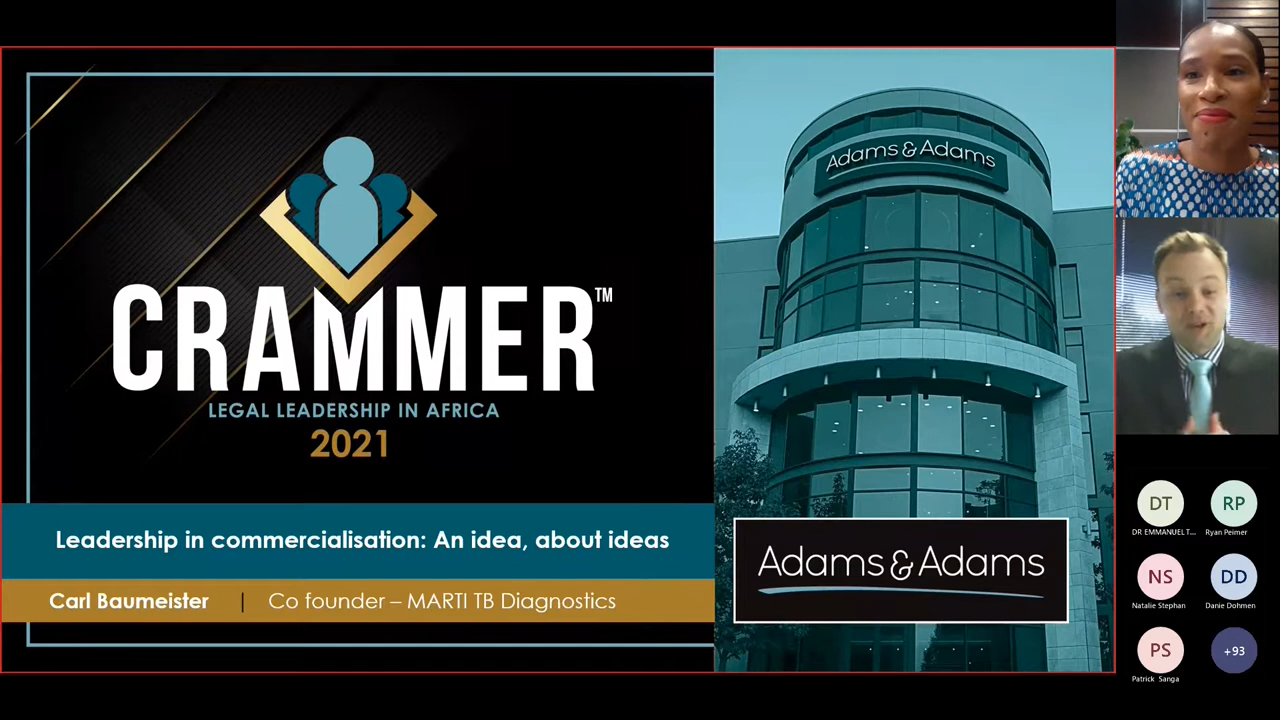 CRAMMER™
LEGAL LEADERSHIP IN AFRICA
2021
Leadership in commercialisation: An idea, about ideas
Carl Baumeister | Co founder – MARTI TB Diagnostics
Adams & Adams
Adams & Adams
DT
DR EMMANUEL T...
RP
Ryan Peimer
NS
Natalie Stephan
DD
Danie Dohmen
PS
Patrick Sanga
+93